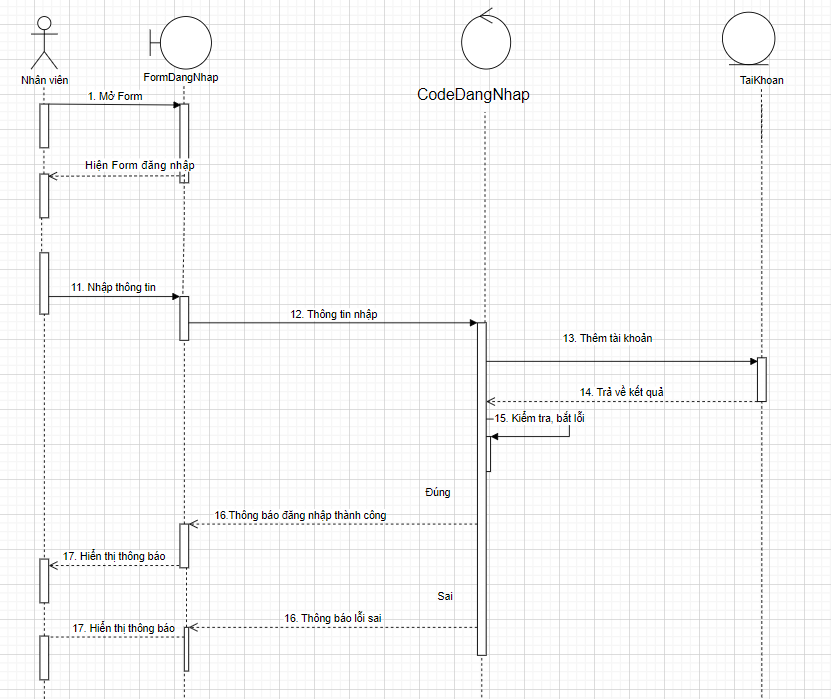 Nhân viên
FormDangNhap
CodeDangNhap
TaiKhoan
1. Mở Form
Hiện Form đăng nhập
11. Nhập thông tin
12. Thông tin nhập
13. Thêm tài khoản
14. Trả về kết quả
15. Kiểm tra, bắt lỗi
Đúng
16.Thông báo đăng nhập thành công
17. Hiển thị thông báo
Sai
16. Thông báo lỗi sai
17. Hiển thị thông báo